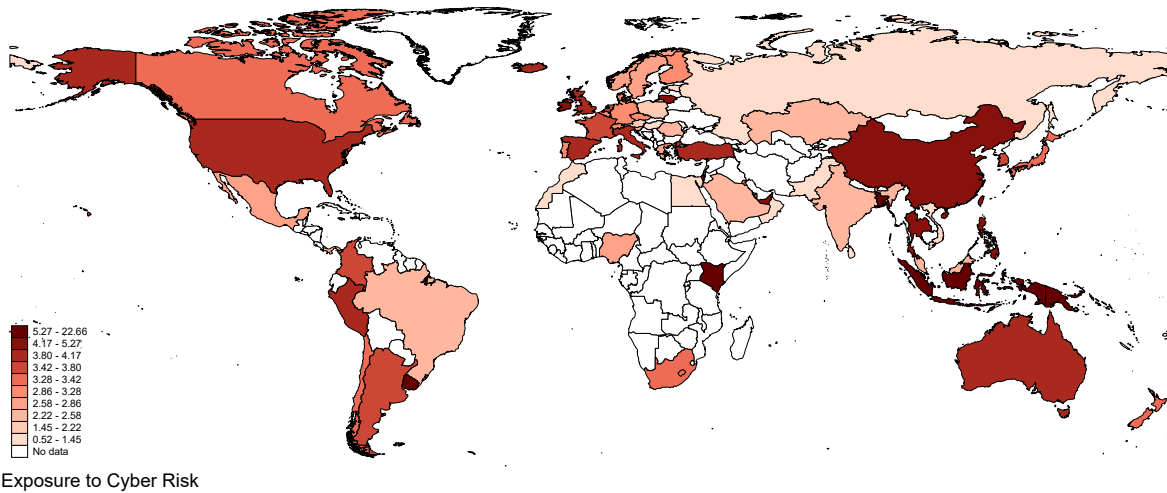 5.27 - 22.66
4.17 - 5.27
3.80 - 4.17
3.42 - 3.80
3.28 - 3.42
2.86 - 3.28
2.58 - 2.86
2.22 - 2.58
1.45 - 2.22
0.52 - 1.45
No data
Exposure to Cyber Risk